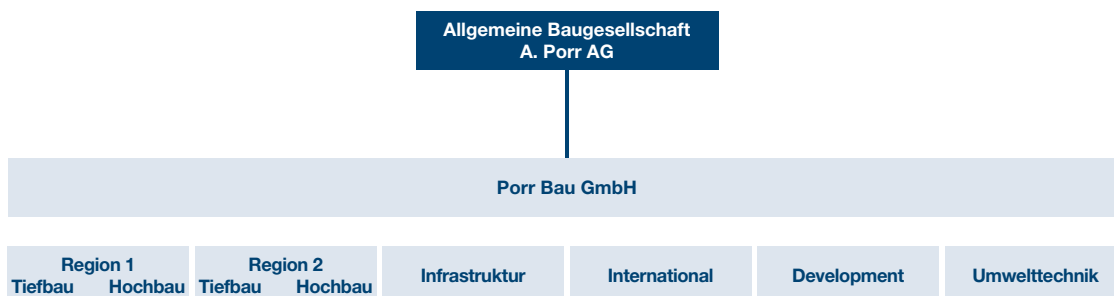 Allgemeine Baugesellschaft
A. Porr AG
Porr Bau GmbH
Region 1
Tiefbau Hochbau
Region 2
Tiefbau Hochbau
Infrastruktur
International
Development
Umwelttechnik